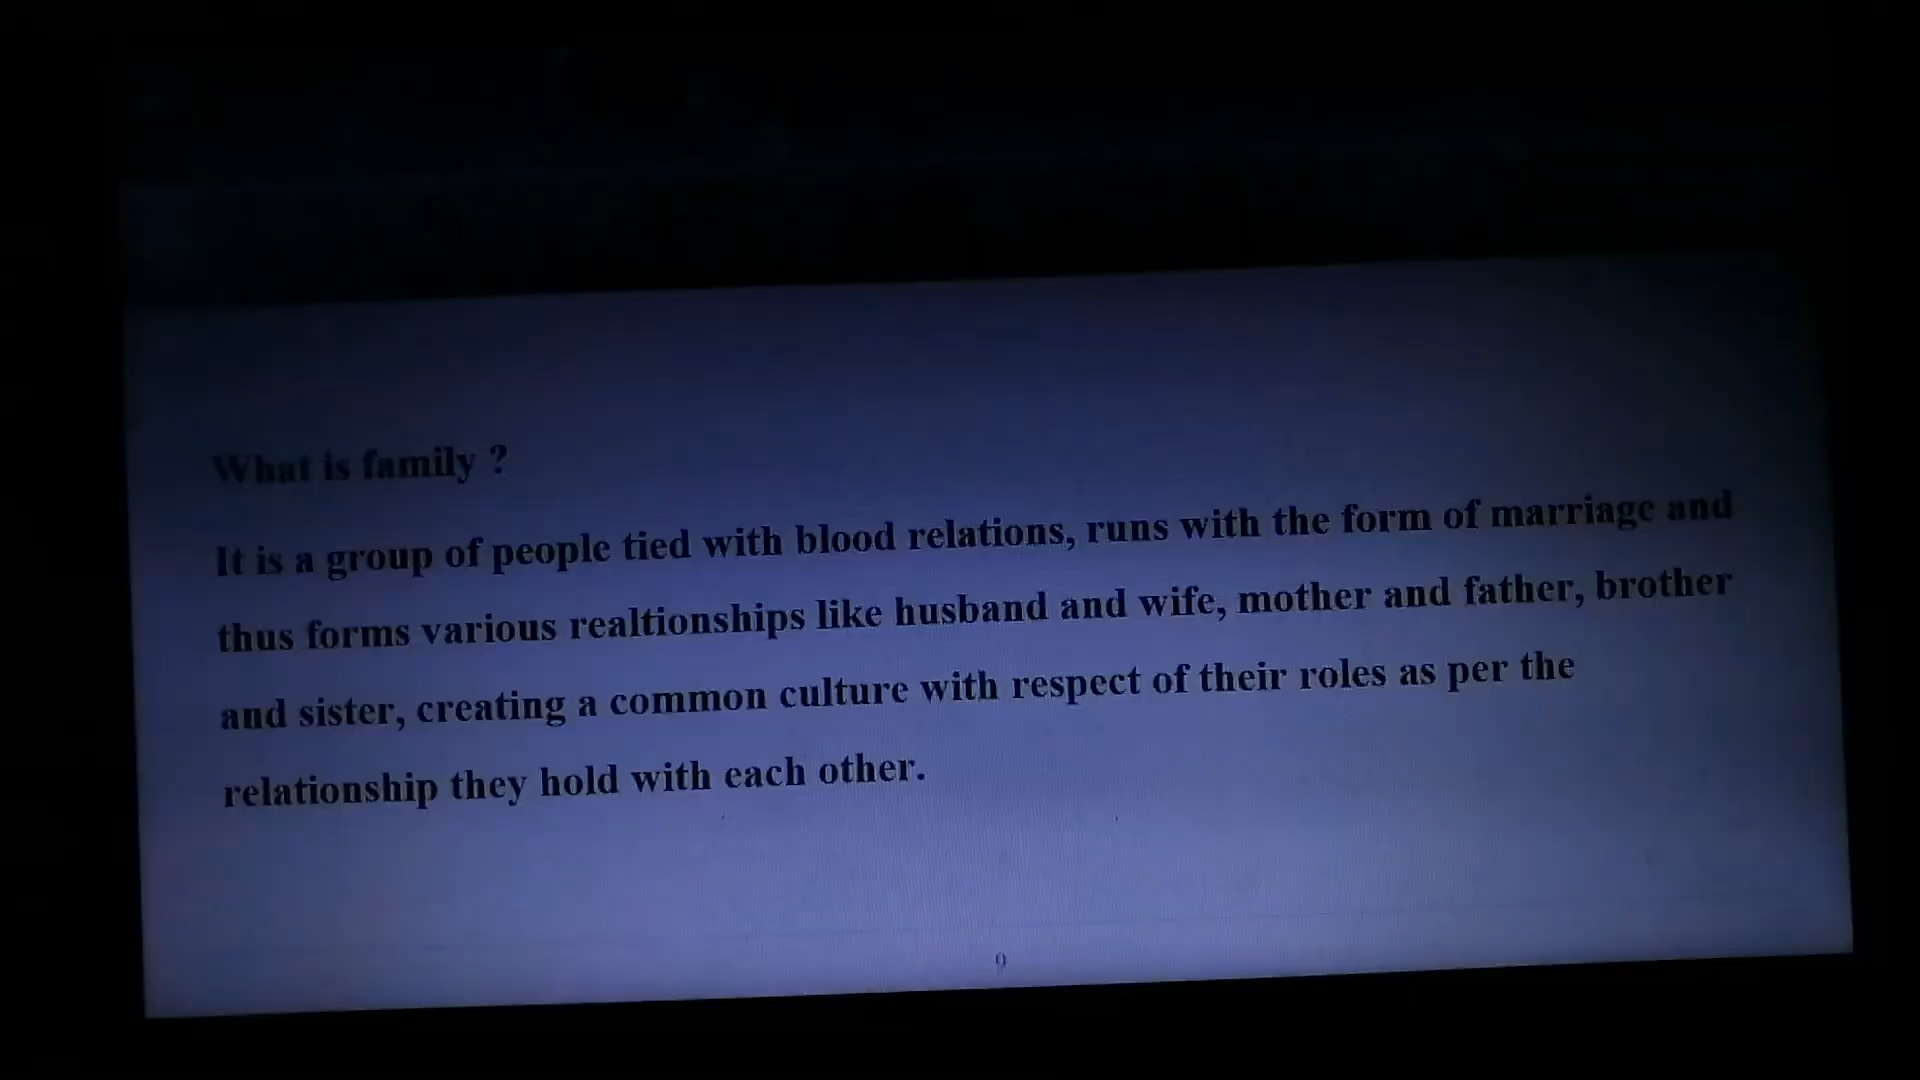 What is family ?
It is a group of people tied with blood relations, runs with the form of marriage and
thus forms various realtionships like husband and wife, mother and father, brother
and sister, creating a common culture with respect of their roles as per the
relationship they hold with each other.